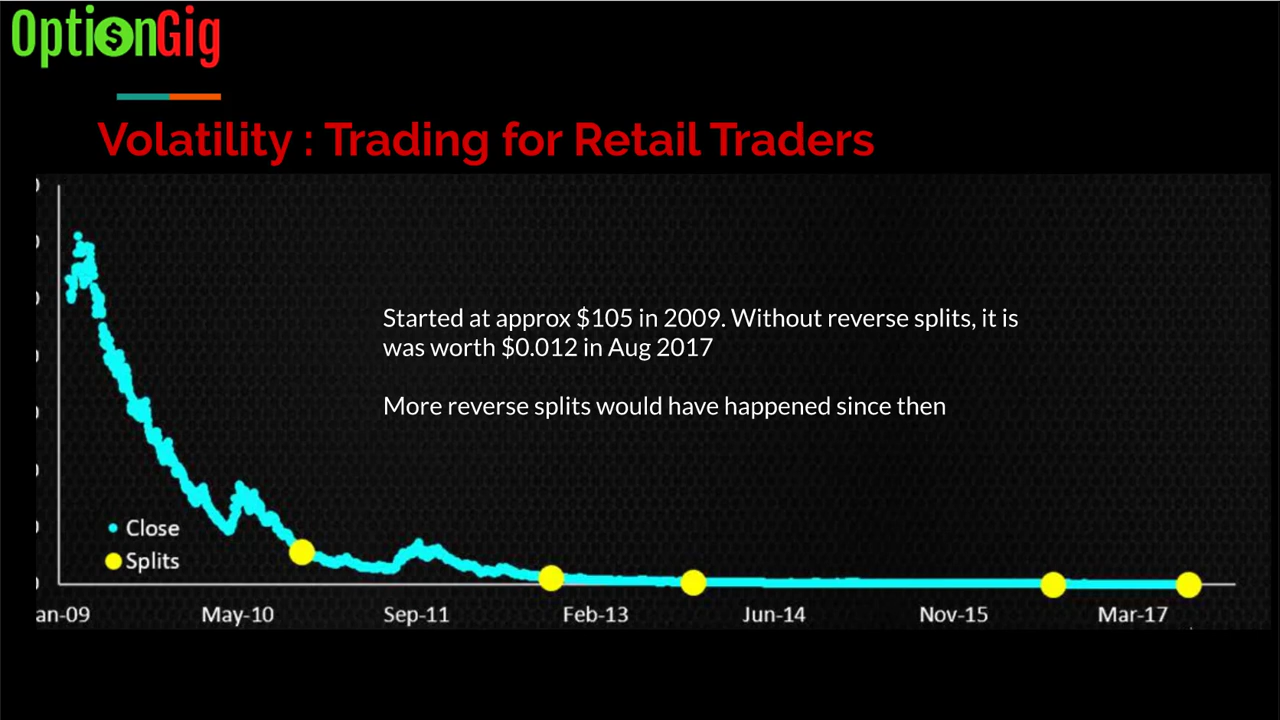 OptionGig
Volatility : Trading for Retail Traders
Started at approx $105 in 2009. Without reverse splits, it is
was worth $0.012 in Aug 2017
More reverse splits would have happened since then
Close
Splits
an-09 May-10 Sep-11 Feb-13 Jun-14 Nov-15 Mar-17